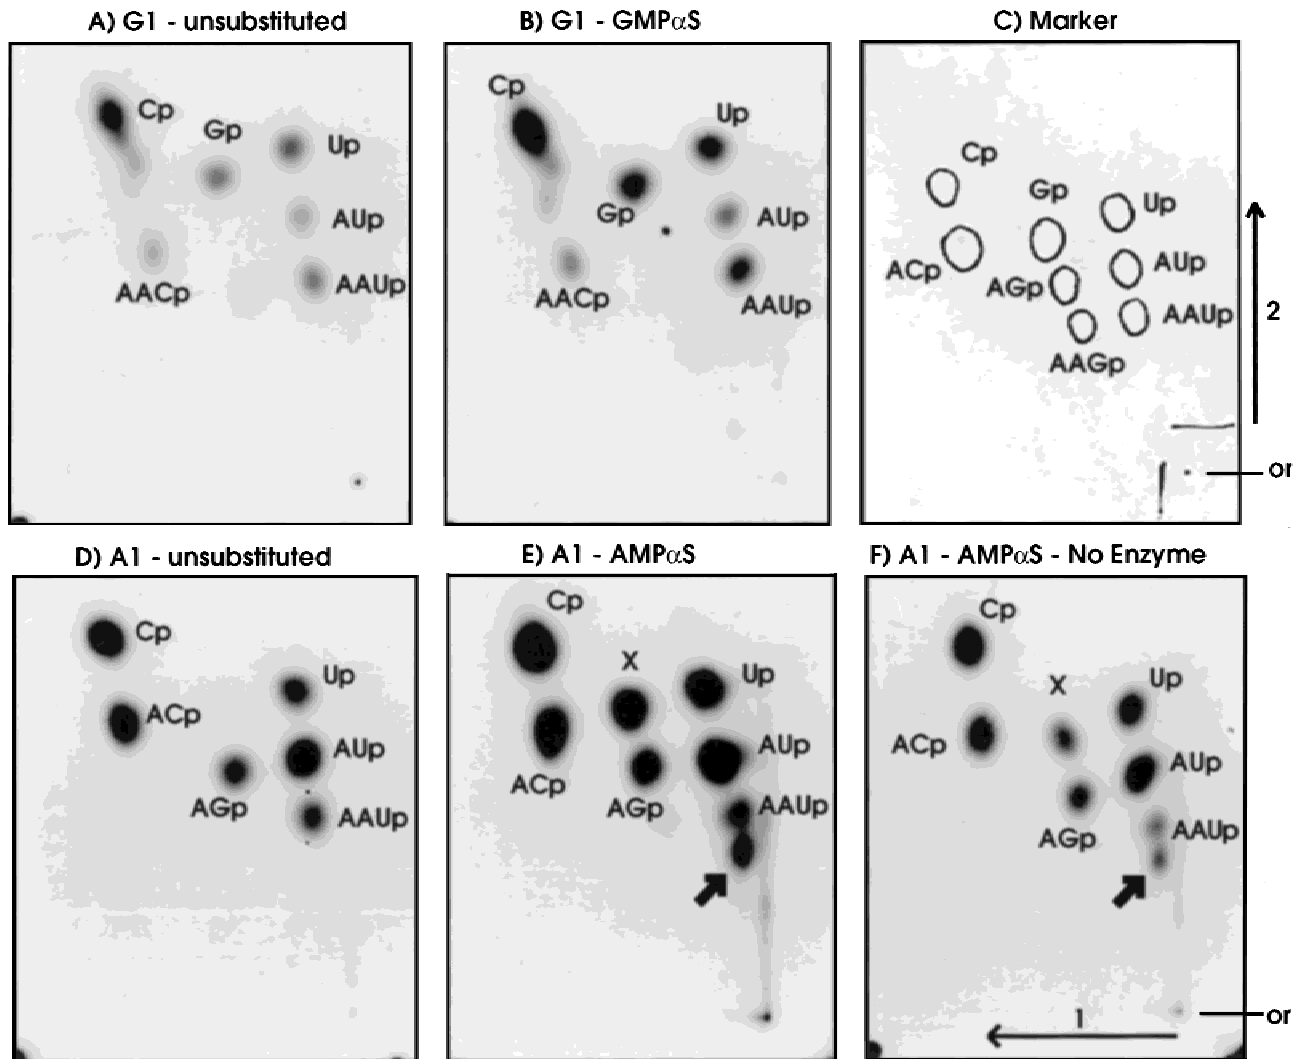 A) G1 - unsubstituted
B) G1 - GMPαS
C) Marker
Cp
Gp
Up
AUp
AACp
AAUp
Cp
Up
Gp
AUp
AACp
AAUp
Cp
Gp
Up
ACp
AGp
AUp
AAUp
AAGp
2
or
D) A1 - unsubstituted
E) A1 - AMPαS
F) A1 - AMPαS - No Enzyme
Cp
Up
ACp
AUp
AGp
AAUp
Cp
X
Up
AUp
ACp
AGp
AAUp
Cp
X
Up
ACp
AUp
AGp
AAUp
1
or